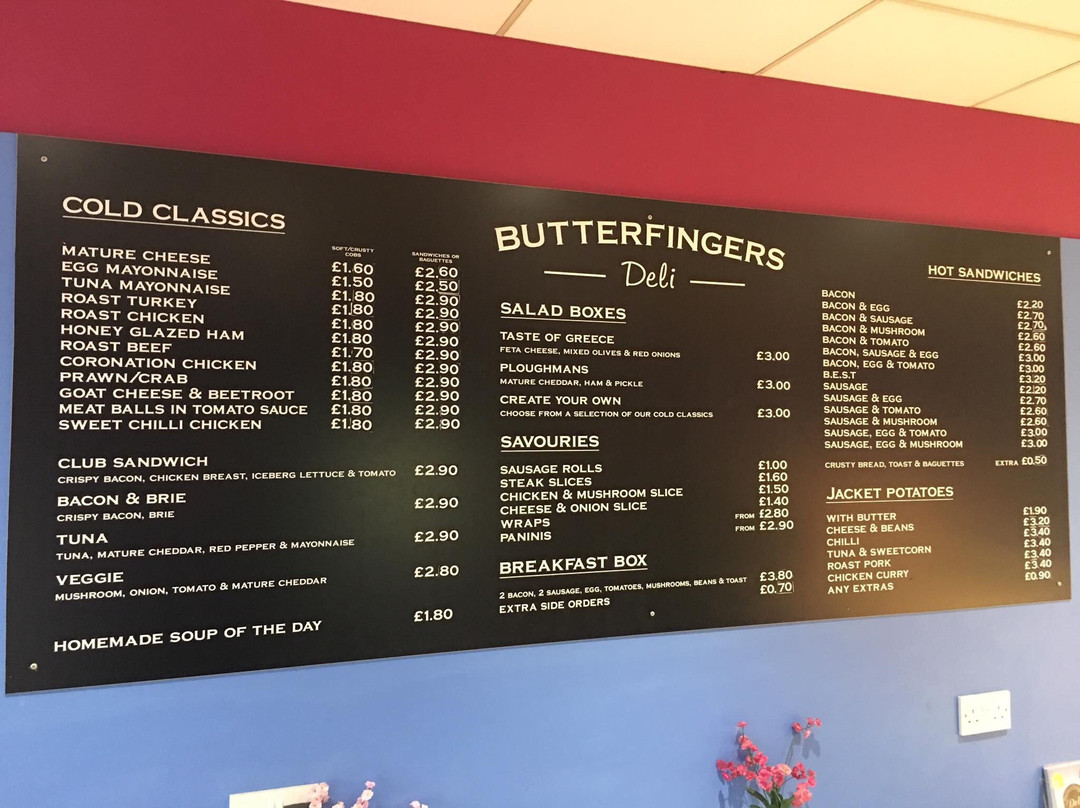 COLD CLASSICS
SOFT/CRUSTY COBS
SANDWICHES OR BAGUETTES
MATURE CHEESE £1.60 £2.60
EGG MAYONNAISE £1.50 £2.50
TUNA MAYONNAISE £1.80 £2.90
ROAST TURKEY £1.80 £2.90
ROAST CHICKEN £1.80 £2.90
HONEY GLAZED HAM £1.80 £2.90
ROAST BEEF £1.70 £2.90
CORONATION CHICKEN £1.80 £2.90
PRAWN/CRAB £1.80 £2.90
GOAT CHEESE & BEETROOT £1.80 £2.90
MEAT BALLS IN TOMATO SAUCE £1.80 £2.90
SWEET CHILLI CHICKEN £1.80 £2.90
CLUB SANDWICH
CRISPY BACON, CHICKEN BREAST, ICEBERG LETTUCE & TOMATO £2.90
BACON & BRIE
CRISPY BACON, BRIE £2.90
TUNA
TUNA, MATURE CHEDDAR, RED PEPPER & MAYONNAISE £2.90
VEGGIE
MUSHROOM, ONION, TOMATO & MATURE CHEDDAR £2.80
HOMEMADE SOUP OF THE DAY £1.80
BUTTERFINGERS
Deli
SALAD BOXES
TASTE OF GREECE
FETA CHEESE, MIXED OLIVES & RED ONIONS £3.00
PLOUGHMANS
MATURE CHEDDAR, HAM & PICKLE £3.00
CREATE YOUR OWN
CHOOSE FROM A SELECTION OF OUR COLD CLASSICS £3.00
SAVOURIES
SAUSAGE ROLLS £1.00
STEAK SLICES £1.60
CHICKEN & MUSHROOM SLICE £1.50
CHEESE & ONION SLICE £1.40
WRAPS FROM £2.80
PANINIS FROM £2.90
BREAKFAST BOX
2 BACON, 2 SAUSAGE, EGG, TOMATOES, MUSHROOMS, BEANS & TOAST £3.80
EXTRA SIDE ORDERS £0.70
HOT SANDWICHES
BACON £2.20
BACON & EGG £2.70
BACON & SAUSAGE £2.70
BACON & MUSHROOM £2.60
BACON & TOMATO £2.60
BACON, SAUSAGE & EGG £3.00
BACON, EGG & TOMATO £3.00
B.E.S.T £3.20
SAUSAGE £2.20
SAUSAGE & EGG £2.70
SAUSAGE & TOMATO £2.60
SAUSAGE & MUSHROOM £2.60
SAUSAGE, EGG & TOMATO £3.00
SAUSAGE, EGG & MUSHROOM £3.00
CRUSTY BREAD, TOAST & BAGUETTES EXTRA £0.50
JACKET POTATOES
WITH BUTTER £1.90
CHEESE & BEANS £3.20
CHILLI £3.40
TUNA & SWEETCORN £3.40
ROAST PORK £3.40
CHICKEN CURRY £3.40
ANY EXTRAS £0.90